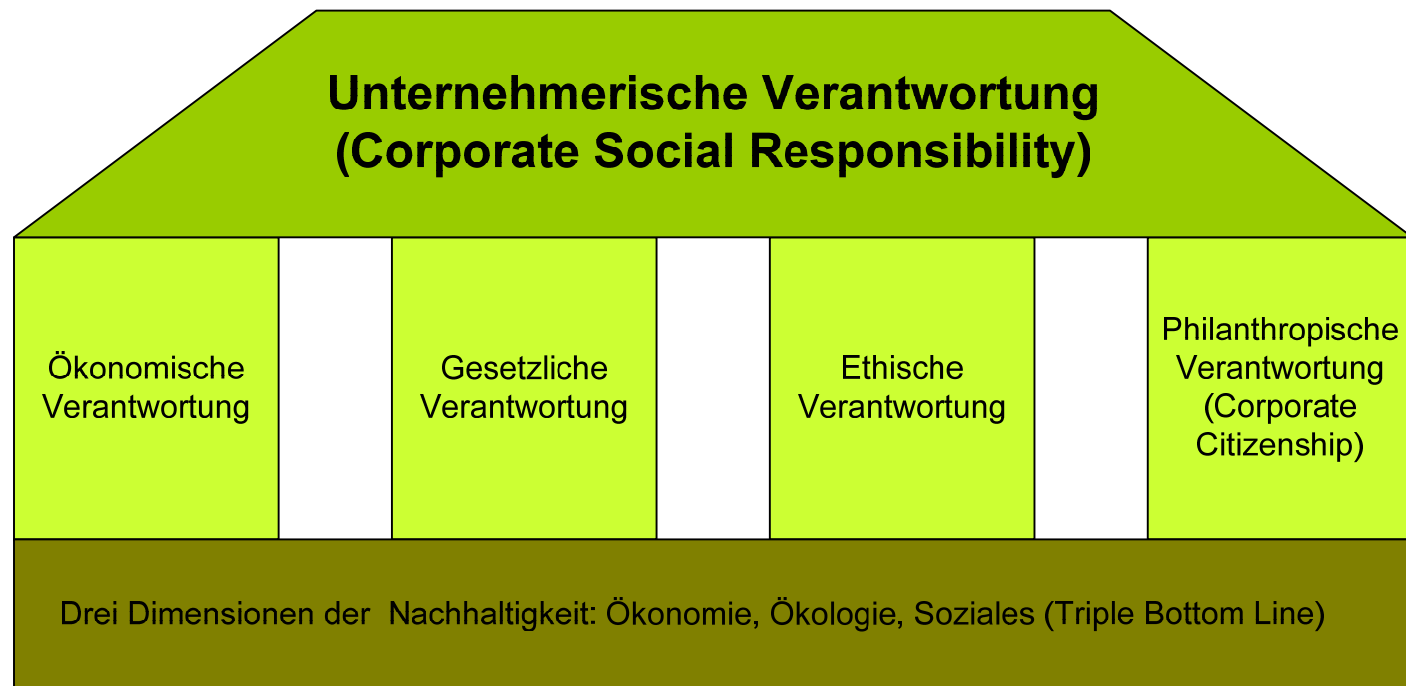 Unternehmerische Verantwortung
(Corporate Social Responsibility)
Ökonomische
Verantwortung
Gesetzliche
Verantwortung
Ethische
Verantwortung
Philanthropische
Verantwortung
(Corporate
Citizenship)
Drei Dimensionen der  Nachhaltigkeit: Ökonomie, Ökologie, Soziales (Triple Bottom Line)